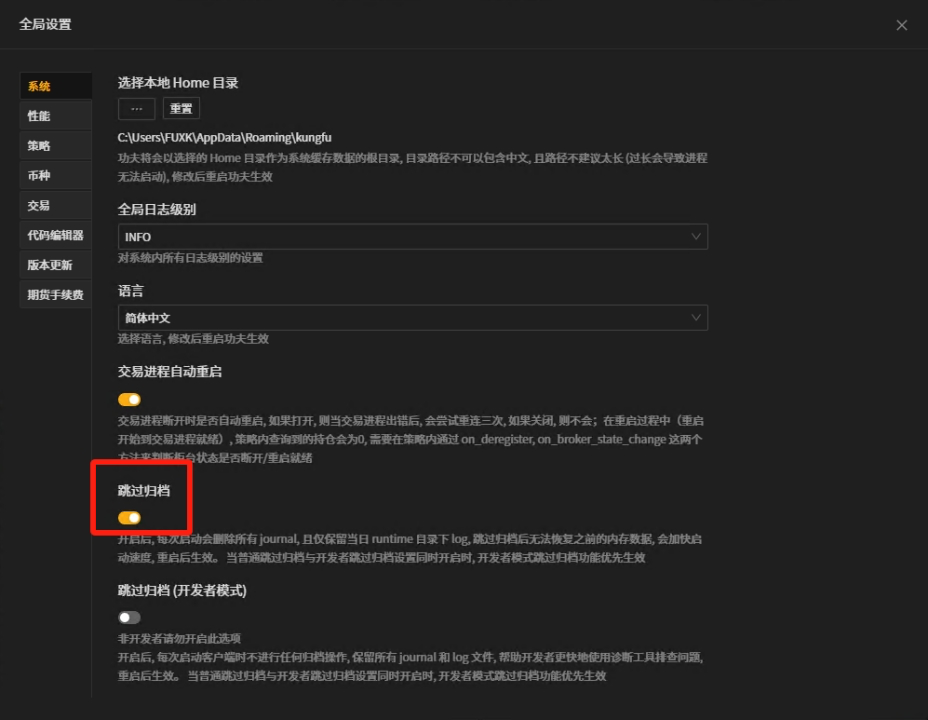 全局设置
系统
性能
策略
币种
交易
代码编辑器
版本更新
期货手续费
选择本地 Home 目录
... 重置
C:\Users\FUXK\AppData\Roaming\kungfu
功夫将会以选择的 Home 目录作为系统缓存数据的根目录, 目录路径不可以包含中文, 且路径不建议太长 (过长会导致进程
无法启动), 修改后重启功夫生效
全局日志级别
INFO
对系统内所有日志级别的设置
语言
简体中文
选择语言, 修改后重启功夫生效
交易进程自动重启
交易进程断开时是否自动重启, 如果打开, 则当交易进程出错后, 会尝试重连三次, 如果关闭, 则不会；在重启过程中（重启
开始到交易进程就绪）, 策略内查询到的持仓会为0, 需要在策略内通过 on_deregister, on_broker_state_change 这两个
方法来判断柜台状态是否断开/重启就绪
跳过归档
开启后, 每次启动会删除所有 journal, 且仅保留当日 runtime 目录下 log, 跳过归档后无法恢复之前的内存数据, 会加快启
动速度, 重启后生效。 当普通跳过归档与开发者跳过归档设置同时开启时, 开发者模式跳过归档功能优先生效
跳过归档 (开发者模式)
非开发者请勿开启此选项
开启后, 每次启动客户端时不进行任何归档操作, 保留所有 journal 和 log 文件, 帮助开发者更快地使用诊断工具排查问题,
重启后生效。 当普通跳过归档与开发者跳过归档设置同时开启时, 开发者模式跳过归档功能优先生效